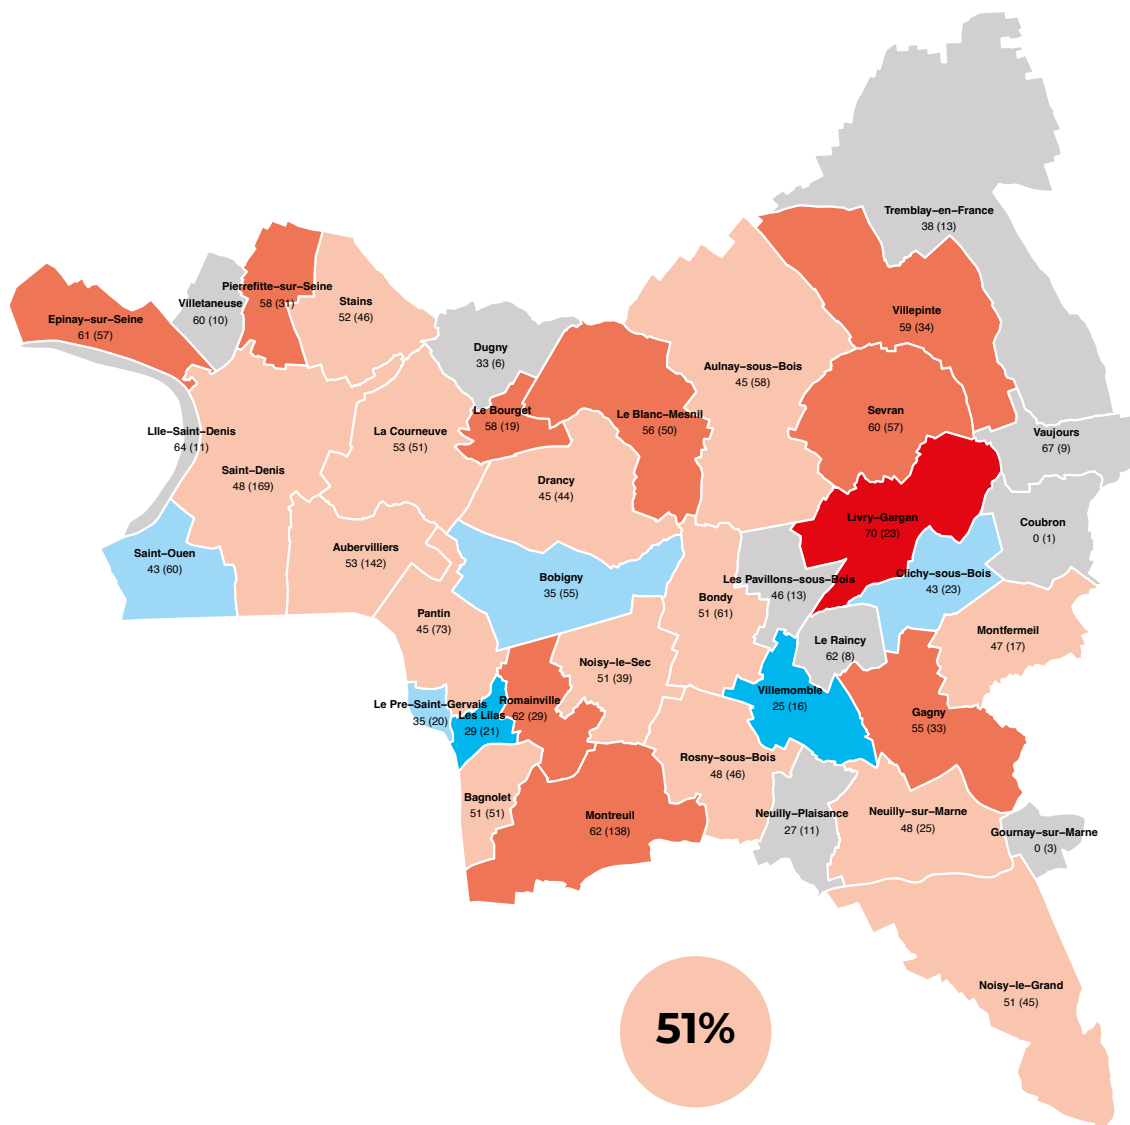 Tremblay–en–France
38 (13)
Pierrefitte–sur–Seine
58 (31)
Villetaneuse
60 (10)
Stains
52 (46)
Epinay–sur–Seine
61 (57)
Villepinte
59 (34)
Dugny
33 (6)
Aulnay–sous–Bois
45 (58)
Le Bourget
58 (19)
Le Blanc–Mesnil
56 (50)
Sevran
60 (57)
LIle–Saint–Denis
64 (11)
La Courneuve
53 (51)
Vaujours
67 (9)
Saint–Denis
48 (169)
Drancy
45 (44)
Livry–Gargan
70 (23)
Coubron
0 (1)
Saint–Ouen
43 (60)
Aubervilliers
53 (142)
Bobigny
35 (55)
Les Pavillons–sous–Bois
46 (13)
Clichy–sous–Bois
43 (23)
Bondy
51 (61)
Pantin
45 (73)
Le Raincy
62 (8)
Montfermeil
47 (17)
Noisy–le–Sec
51 (39)
Villemomble
25 (16)
Le Pre–Saint–Gervais
35 (20)
Les Lilas
29 (21)
Romainville
62 (29)
Gagny
55 (33)
Rosny–sous–Bois
48 (46)
Bagnolet
51 (51)
Montreuil
62 (138)
Neuilly–Plaisance
27 (11)
Neuilly–sur–Marne
48 (25)
Gournay–sur–Marne
0 (3)
Noisy–le–Grand
51 (45)
51%